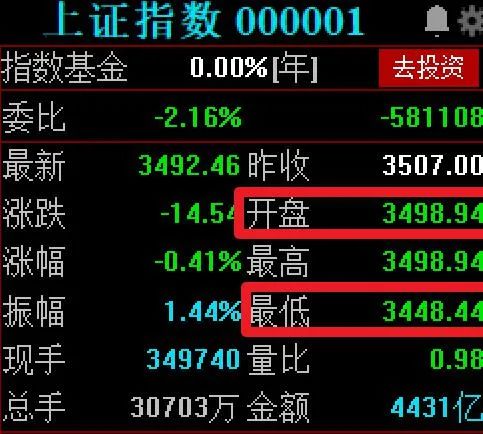 上证指数 000001
指数基金 0.00%[年] 去投资
委比 -2.16% -581108
最新 3492.46 昨收 3507.00
涨跌 -14.54 开盘 3498.94
涨幅 -0.41% 最高 3498.94
振幅 1.44% 最低 3448.44
现手 349740 量比 0.98
总手 30703万 金额 4431亿